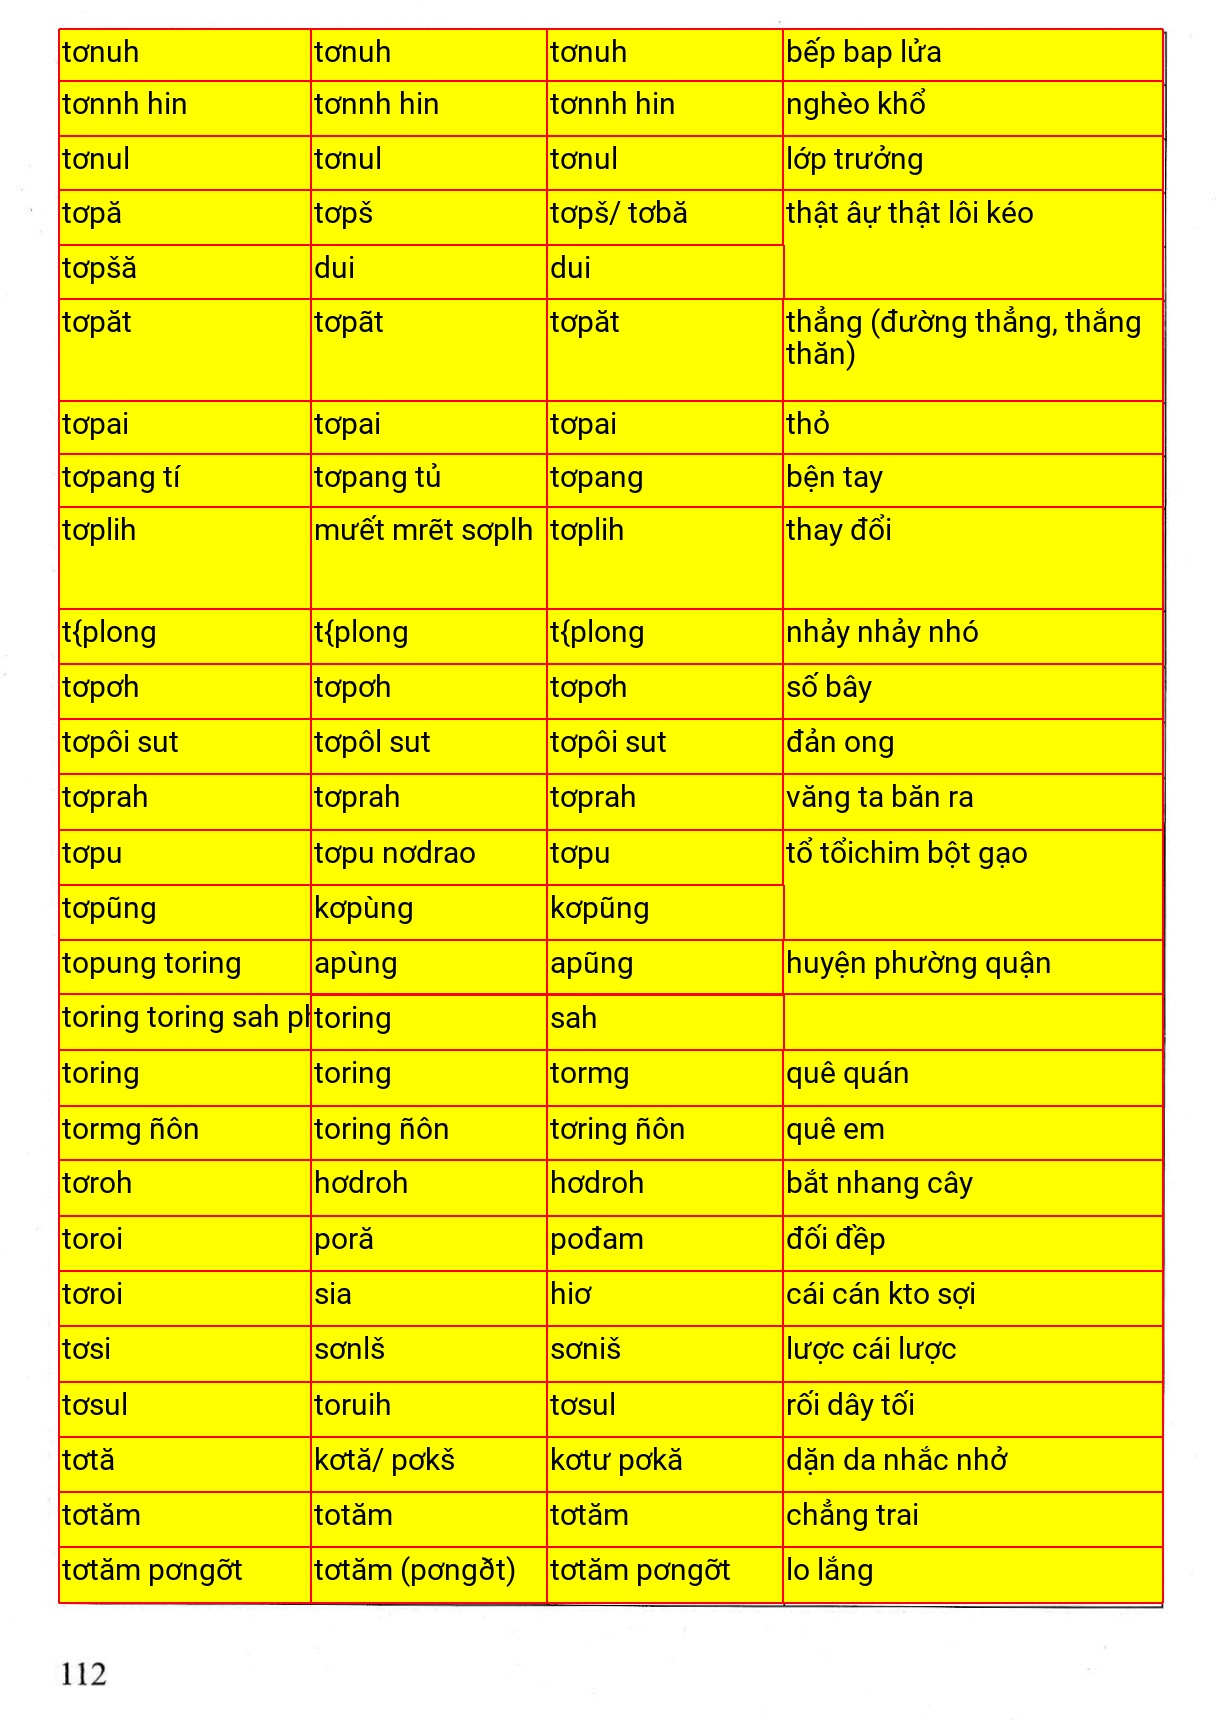 tơnuh tơnuh tơnuh bếp bap lửa
tơnnh hin tơnnh hin tơnnh hin nghèo khổ
tơnul tơnul tơnul lớp trưởng
tơpă tơpš tơpš/ tơbă thật âự thật lôi kéo
tơpšă dui dui
tơpăt tơpãt tơpăt thẳng (đường thẳng, thắng
thăn)
tơpai tơpai tơpai thỏ
tơpang tí tơpang tủ tơpang bện tay
tơplih mưết mrẽt sơplh tơplih thay đổi
t{plong t{plong t{plong nhảy nhảy nhó
tơpơh tơpơh tơpơh số bây
tơpôi sut tơpôl sut tơpôi sut đản ong
tơprah tơprah tơprah văng ta băn ra
tơpu tơpu nơdrao tơpu tổ tổichim bột gạo
tơpũng kơpùng kơpũng
topung toring apùng apũng huyện phường quận
toring toring sah toring sah
toring toring tormg quê quán
tormg ñôn toring ñôn tơring ñôn quê em
tơroh hơdroh hơdroh bắt nhang cây
toroi poră pođam đối đềp
tơroi sia hiơ cái cán kto sợi
tơsi sơnlš sơniš lược cái lược
tơsul toruih tơsul rối dây tối
tơtă kơtă/ pơkš kơtư pơkă dặn da nhắc nhở
tơtăm totăm tơtăm chẳng trai
tơtăm pơngỡt tơtăm (pơngðt) tơtăm pơngỡt lo lắng
112